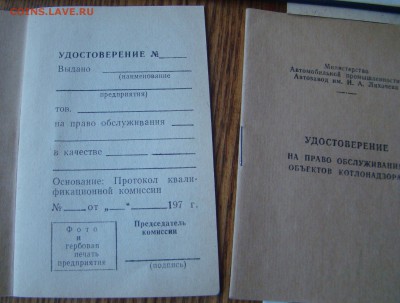 COINS.LAVE.RU
УДОСТОВЕРЕНИЕ №
Выдано
(наименование
предприятия)
тов.
на право обслуживания
в качестве
Основание: Протокол квали-
фикационной комиссии
№ от „ “ 197 г.
Фото
и
гербовая
печать
предприятия
Председатель
комиссии
(подпись)
Министерство
Автомобильной промышленности
Автозавод им. И. А. Лихачева
УДОСТОВЕРЕНИЕ
НА ПРАВО ОБСЛУЖИВАНИЯ
ОБЪЕКТОВ КОТЛОНАДЗОРА